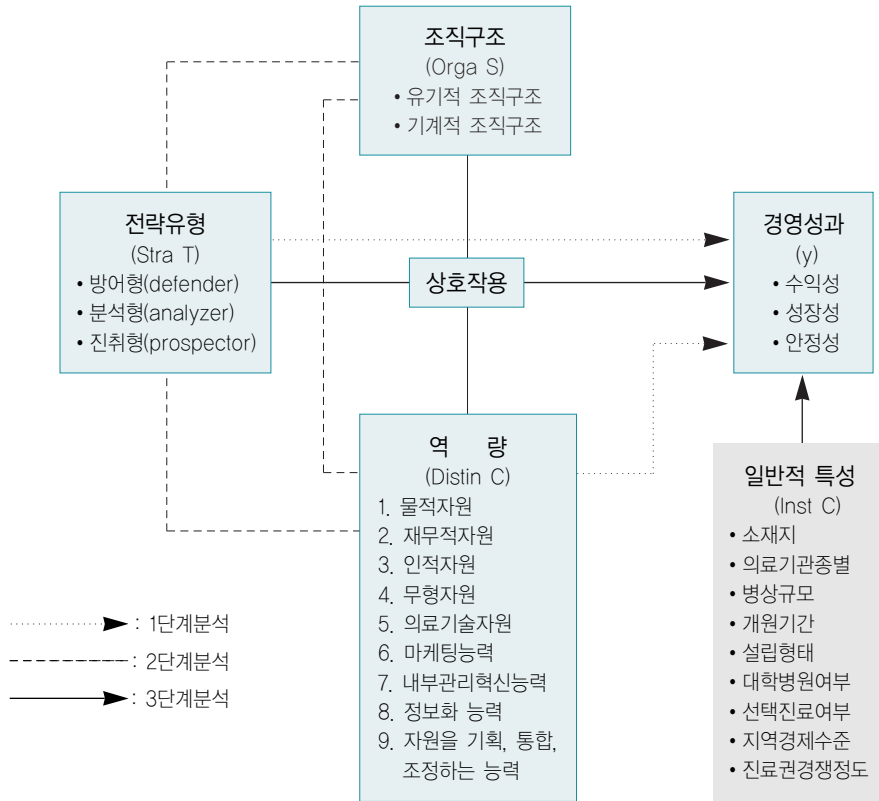 조직구조
(Orga S)
• 유기적 조직구조
• 기계적 조직구조
전략유형
(Stra T)
• 방어형(defender)
• 분석형(analyzer)
• 진취형(prospector)
상호작용
경영성과
(y)
• 수익성
• 성장성
• 안정성
역 량
(Distin C)
1. 물적자원
2. 재무적자원
3. 인적자원
4. 무형자원
5. 의료기술자원
6. 마케팅능력
7. 내부관리혁신능력
8. 정보화 능력
9. 자원을 기획, 통합,
조정하는 능력
일반적 특성
(Inst C)
• 소재지
• 의료기관종별
• 병상규모
• 개원기간
• 설립형태
• 대학병원여부
• 선택진료여부
• 지역경제수준
• 진료권경쟁정도
: 1단계분석
: 2단계분석
: 3단계분석